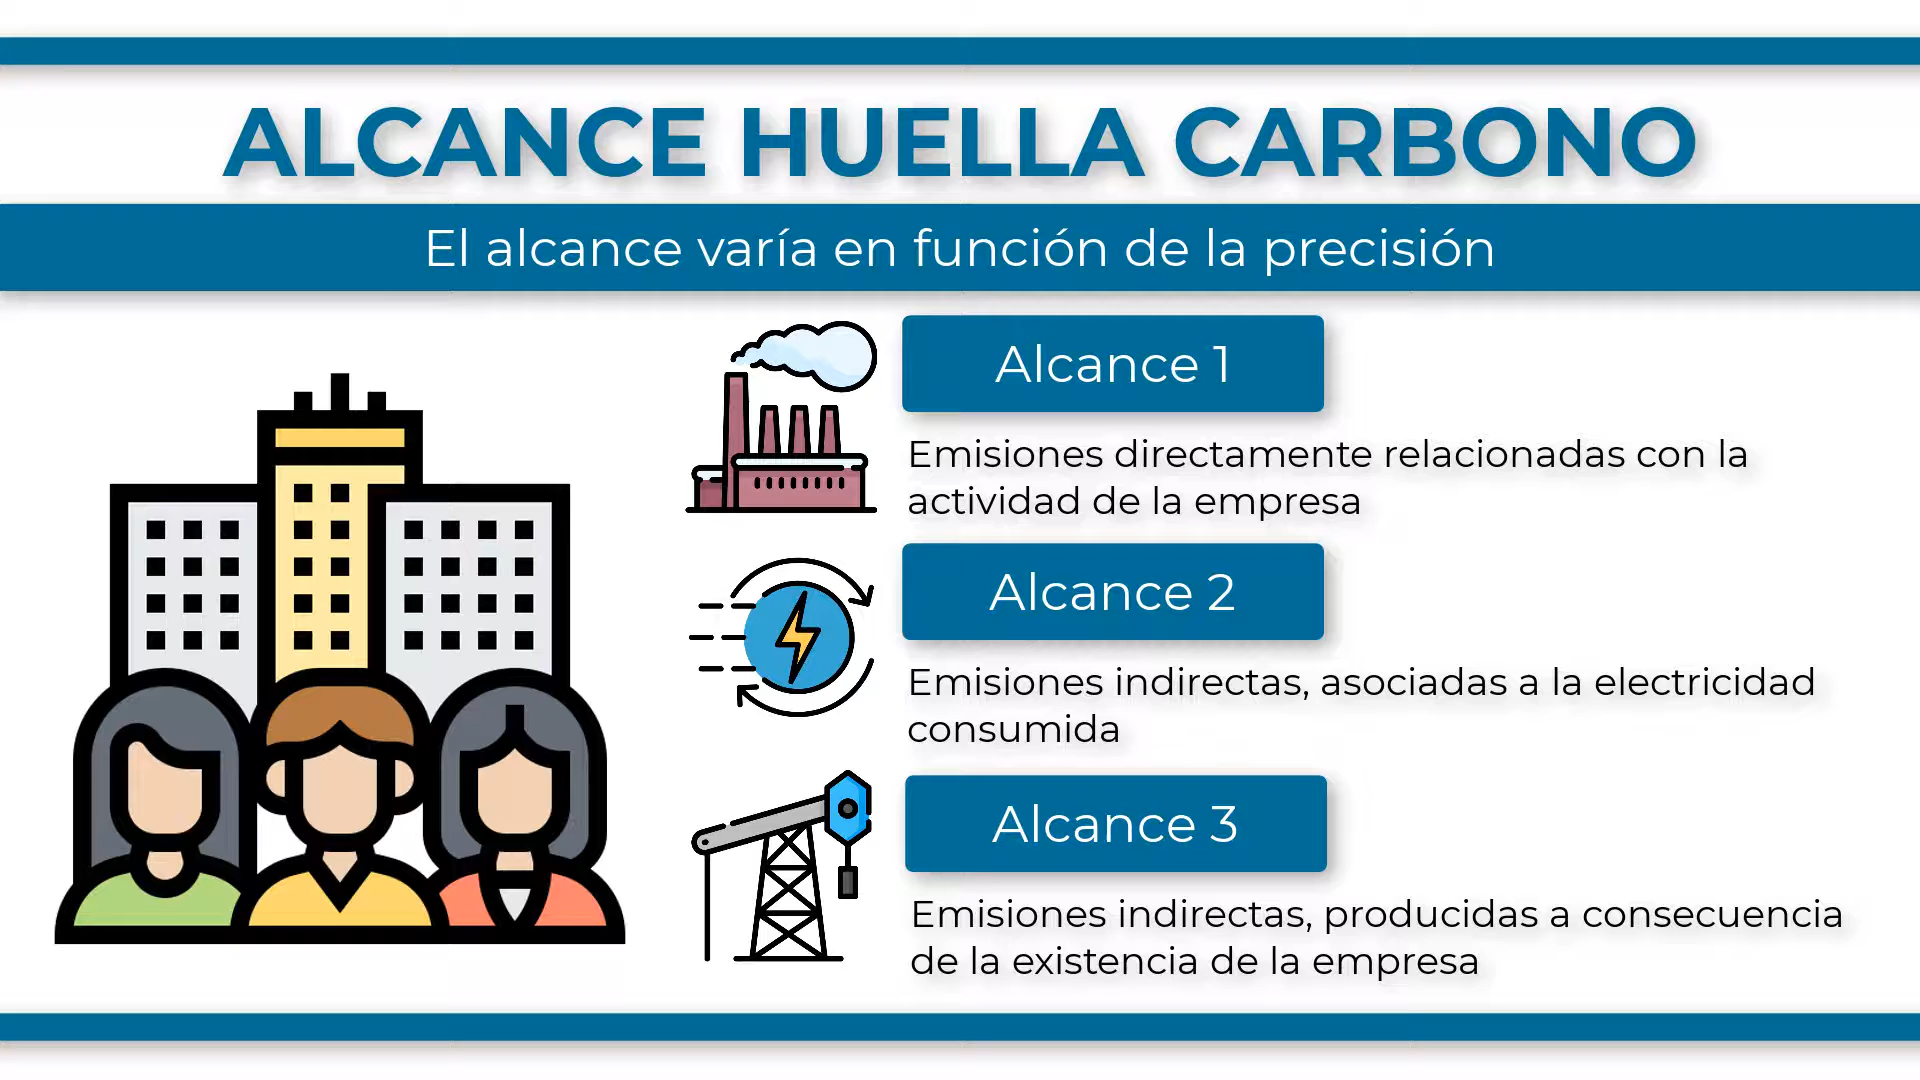 ALCANCE HUELLA CARBONO
El alcance varía en función de la precisión
Alcance 1
Emisiones directamente relacionadas con la
actividad de la empresa
Alcance 2
Emisiones indirectas, asociadas a la electricidad
consumida
Alcance 3
Emisiones indirectas, producidas a consecuencia
de la existencia de la empresa